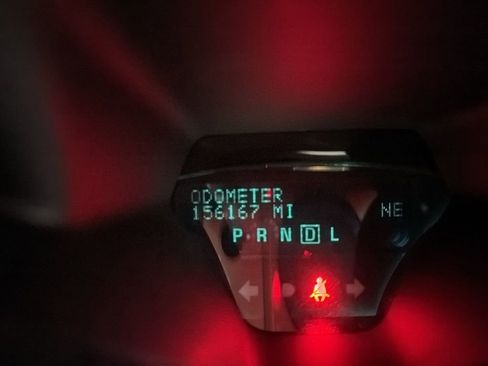 ODOMETER
156167 MI NE
P R N D L